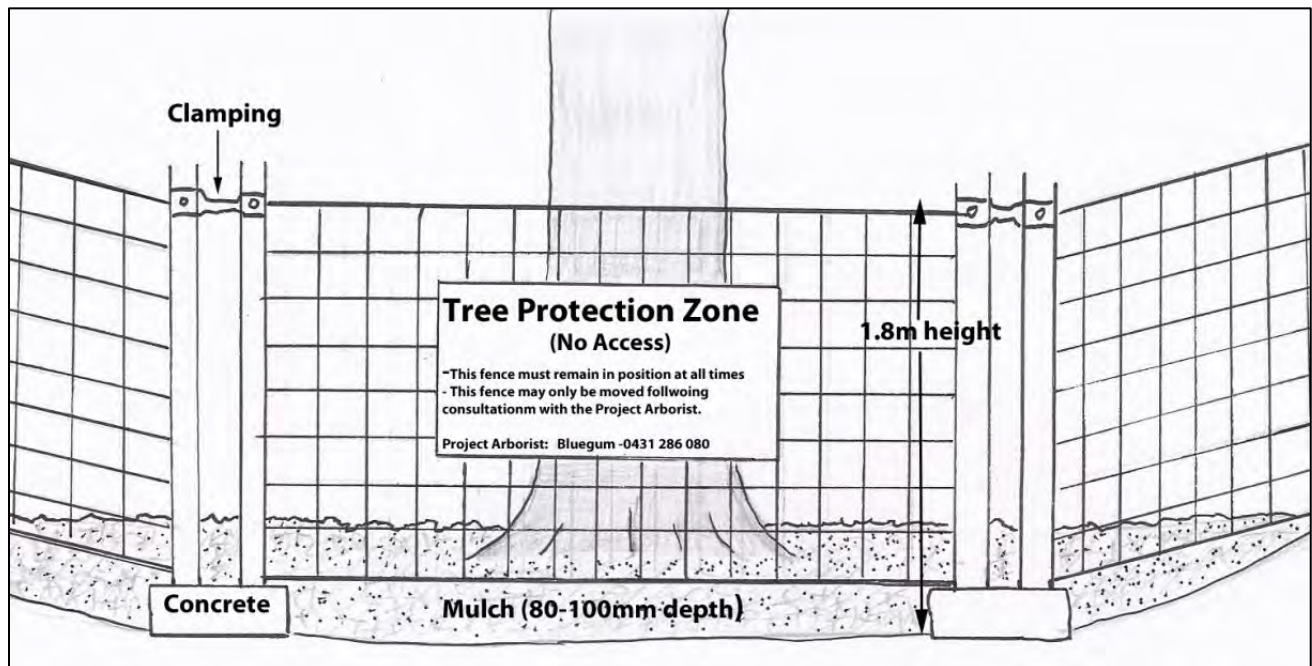 Clamping
Tree Protection Zone
(No Access)
-This fence must remain in position at all times
- This fence may only be moved follwoing
consultationm with the Project Arborist.
Project Arborist: Bluegum -0431 286 080
1.8m height
Concrete
Mulch (80-100mm depth)